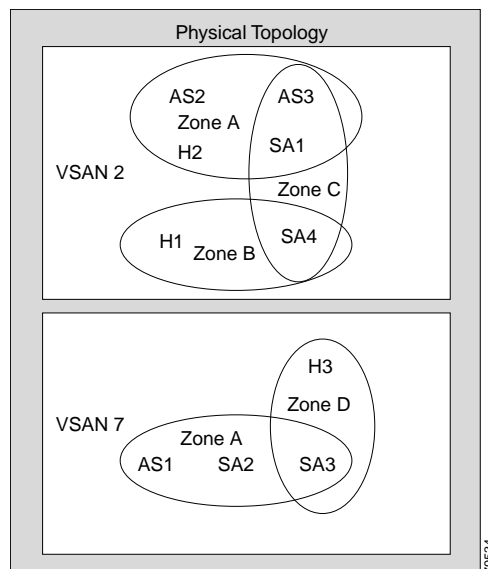 Physical Topology
AS2 AS3
Zone A
H2 SA1
VSAN 2
Zone C
H1 Zone B SA4
H3
Zone D
VSAN 7
Zone A
AS1 SA2 SA3